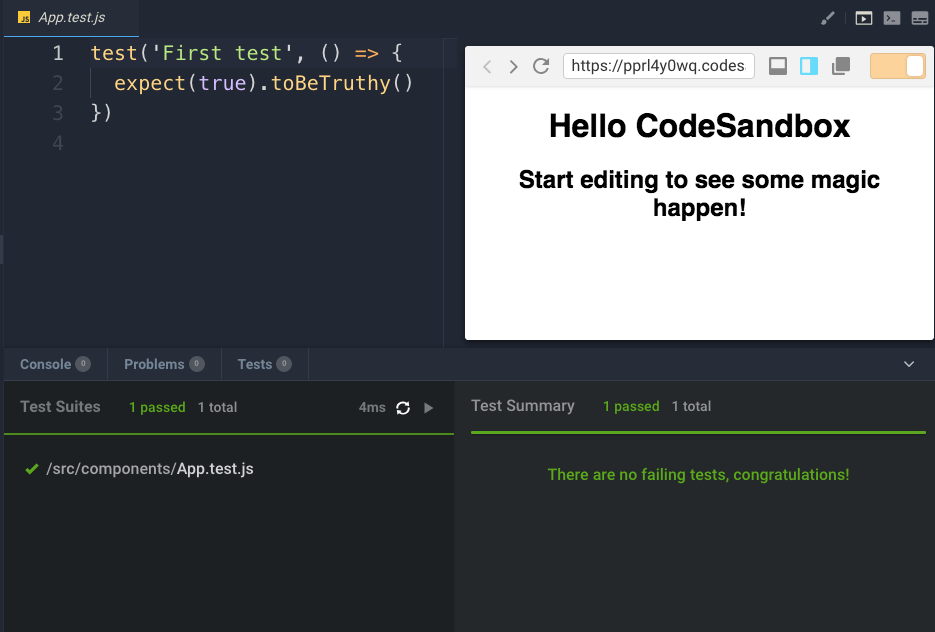 JS App.test.js
1 test('First test', () => {
2 expect(true).toBeTruthy()
3 })
4
https://pprl4y0wq.codes
Hello CodeSandbox
Start editing to see some magic
happen!
Console 0 Problems 0 Tests 0
Test Suites 1 passed 1 total 4ms
/src/components/App.test.js
Test Summary 1 passed 1 total
There are no failing tests, congratulations!